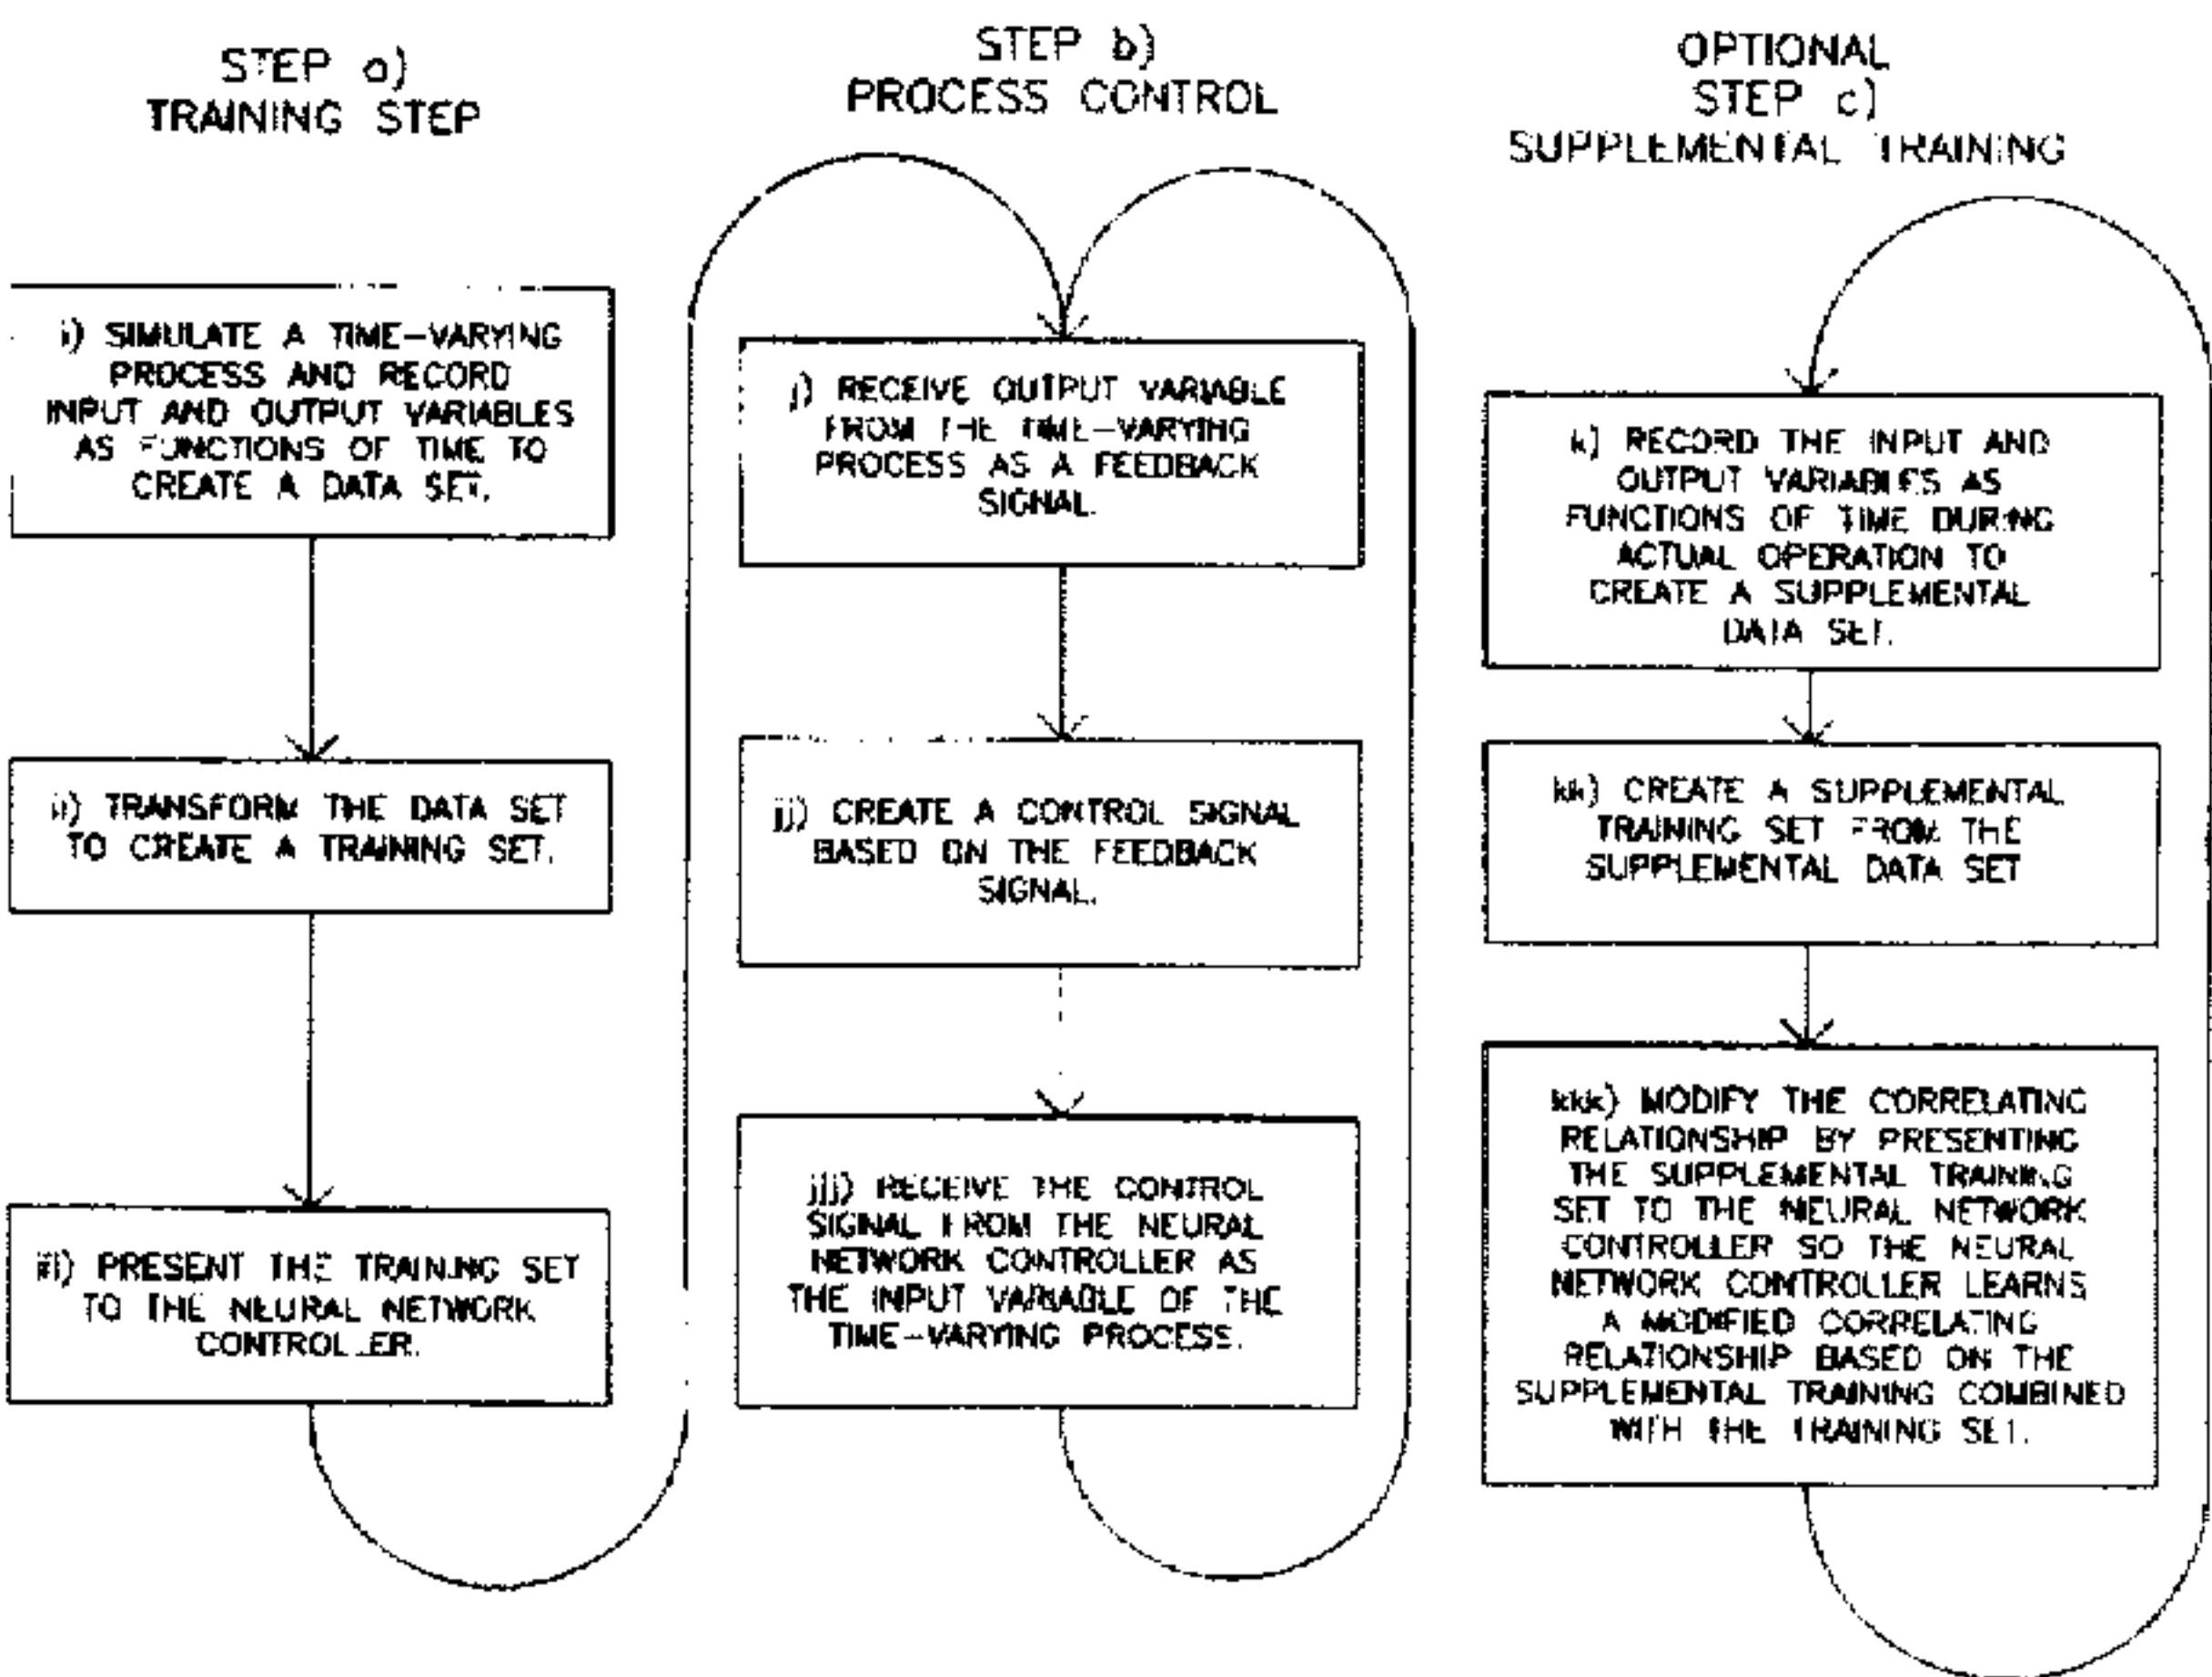 STEP a)
TRAINING STEP
i) SIMULATE A TIME-VARYING
PROCESS AND RECORD
INPUT AND OUTPUT VARIABLES
AS FUNCTIONS OF TIME TO
CREATE A DATA SET.
ii) TRANSFORM THE DATA SET
TO CREATE A TRAINING SET.
iii) PRESENT THE TRAINING SET
TO THE NEURAL NETWORK
CONTROLLER.
STEP b)
PROCESS CONTROL
j) RECEIVE OUTPUT VARIABLE
FROM THE TIME-VARYING
PROCESS AS A FEEDBACK
SIGNAL.
jj) CREATE A CONTROL SIGNAL
BASED ON THE FEEDBACK
SIGNAL.
jjj) RECEIVE THE CONTROL
SIGNAL FROM THE NEURAL
NETWORK CONTROLLER AS
THE INPUT VARIABLE OF THE
TIME-VARYING PROCESS.
OPTIONAL
STEP c)
SUPPLEMENTAL TRAINING
k) RECORD THE INPUT AND
OUTPUT VARIABLES AS
FUNCTIONS OF TIME DURING
ACTUAL OPERATION TO
CREATE A SUPPLEMENTAL
DATA SET.
kk) CREATE A SUPPLEMENTAL
TRAINING SET FROM THE
SUPPLEMENTAL DATA SET
kkk) MODIFY THE CORRELATING
RELATIONSHIP BY PRESENTING
THE SUPPLEMENTAL TRAINING
SET TO THE NEURAL NETWORK
CONTROLLER SO THE NEURAL
NETWORK CONTROLLER LEARNS
A MODIFIED CORRELATING
RELATIONSHIP BASED ON THE
SUPPLEMENTAL TRAINING COMBINED
WITH THE TRAINING SET.